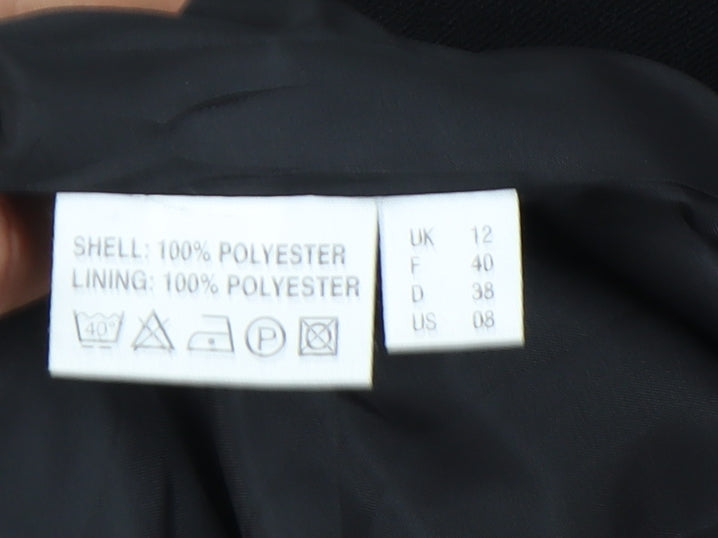 SHELL: 100% POLYESTER
LINING: 100% POLYESTER
40°
P
UK 12
F 40
D 38
US 08